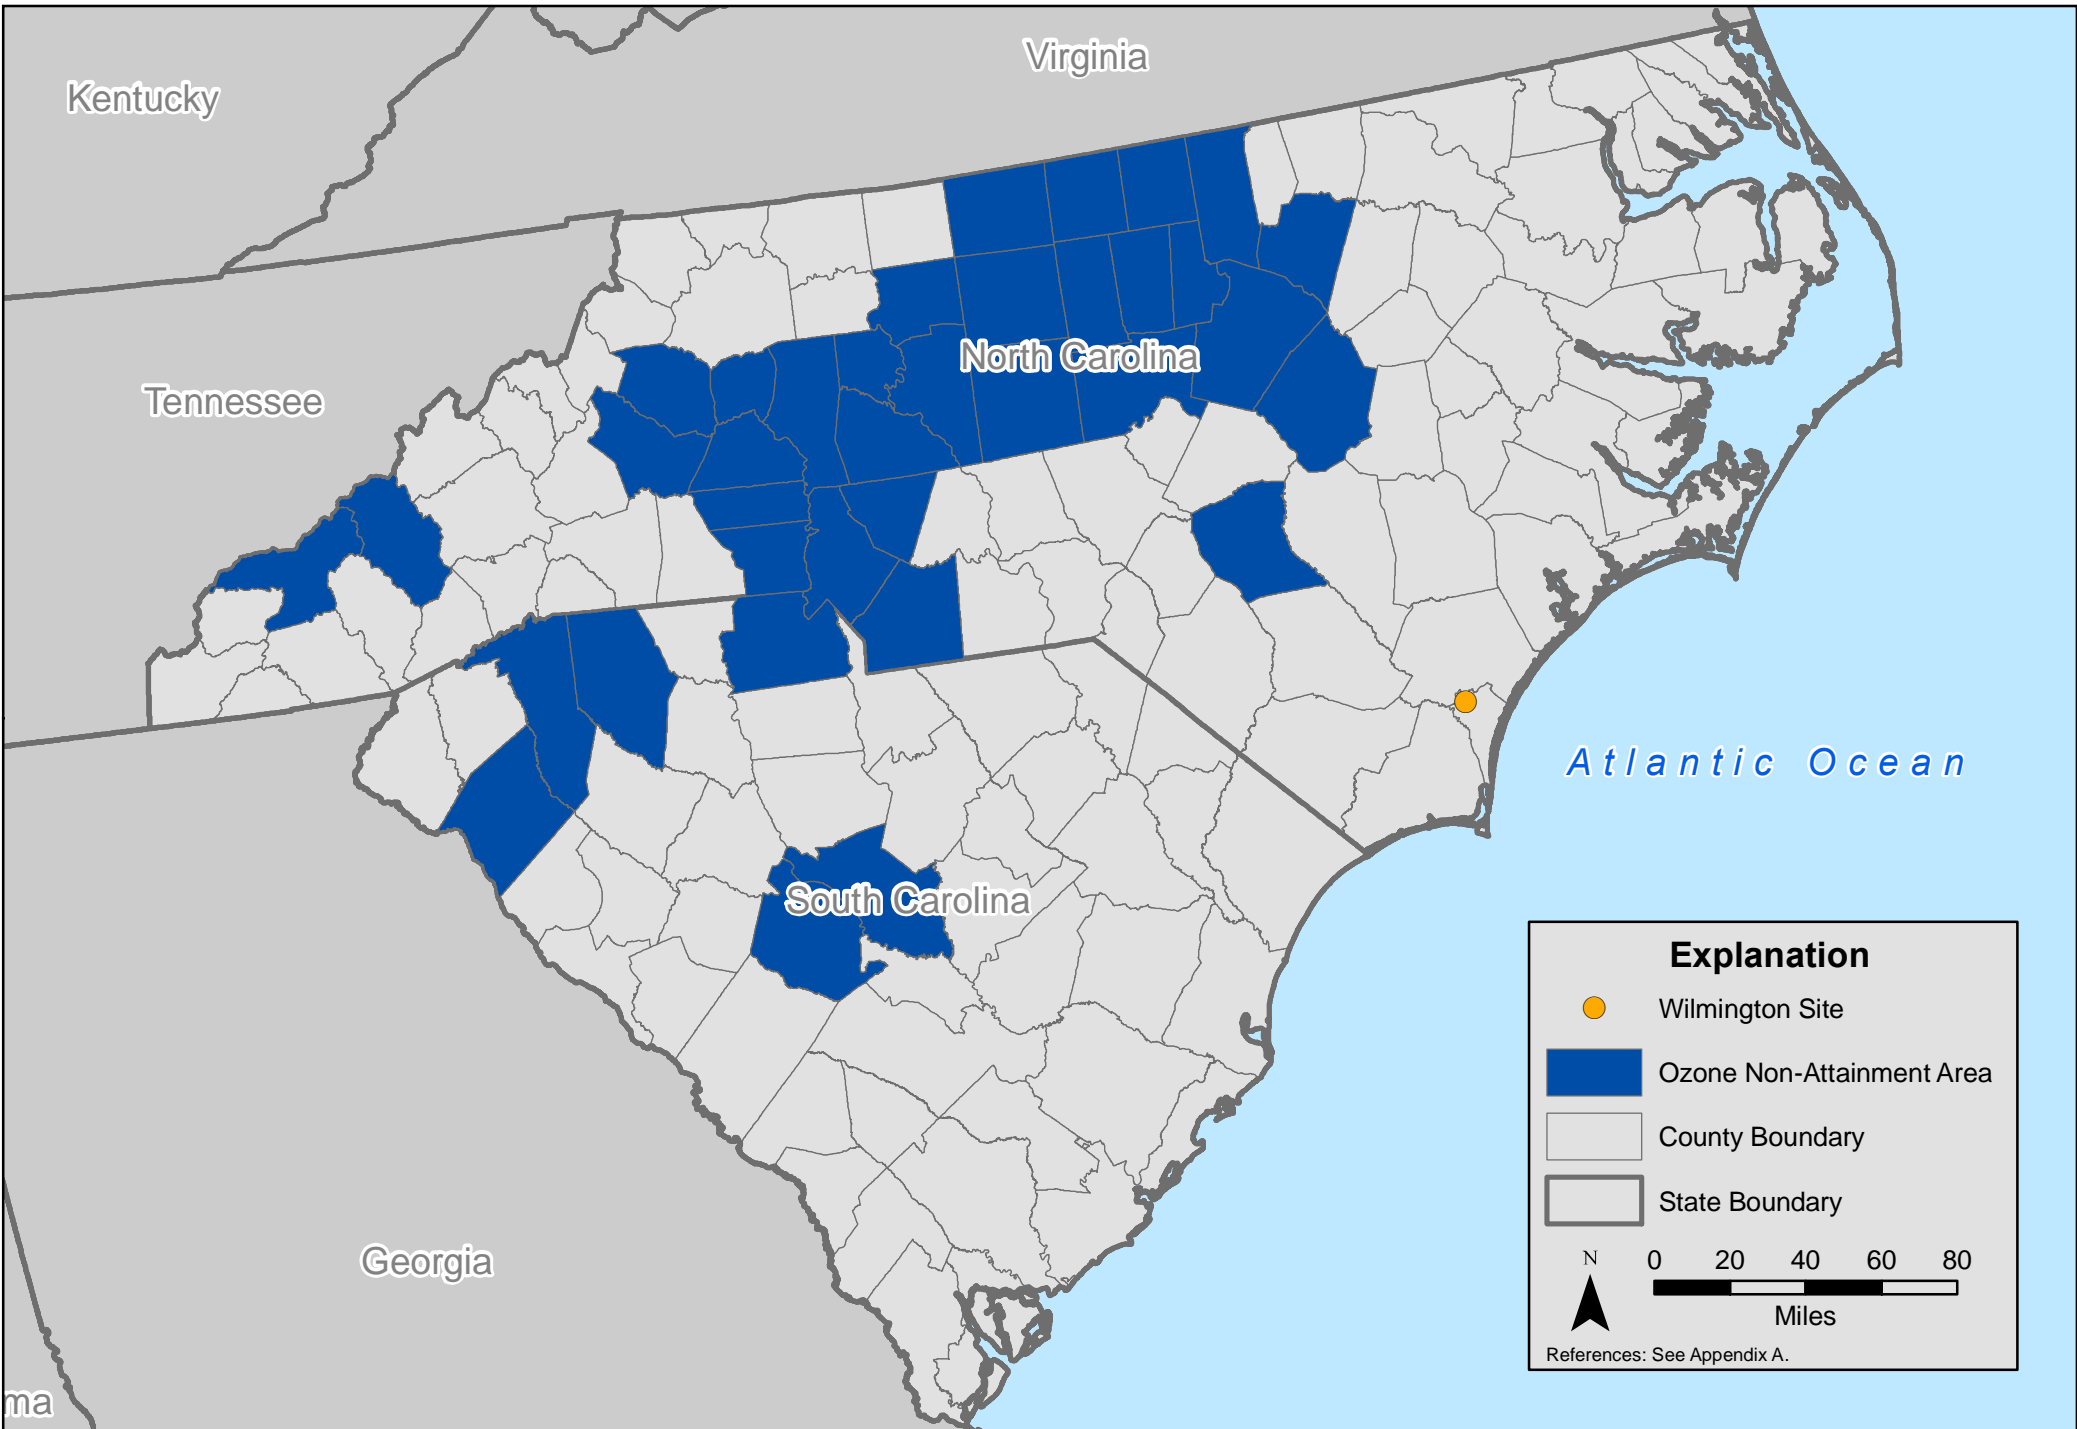 Virginia
Kentucky
North Carolina
Tennessee
Atlantic Ocean
South Carolina
Georgia
ma
Explanation
Wilmington Site
Ozone Non-Attainment Area
County Boundary
State Boundary
N
0 20 40 60 80
Miles
References: See Appendix A.